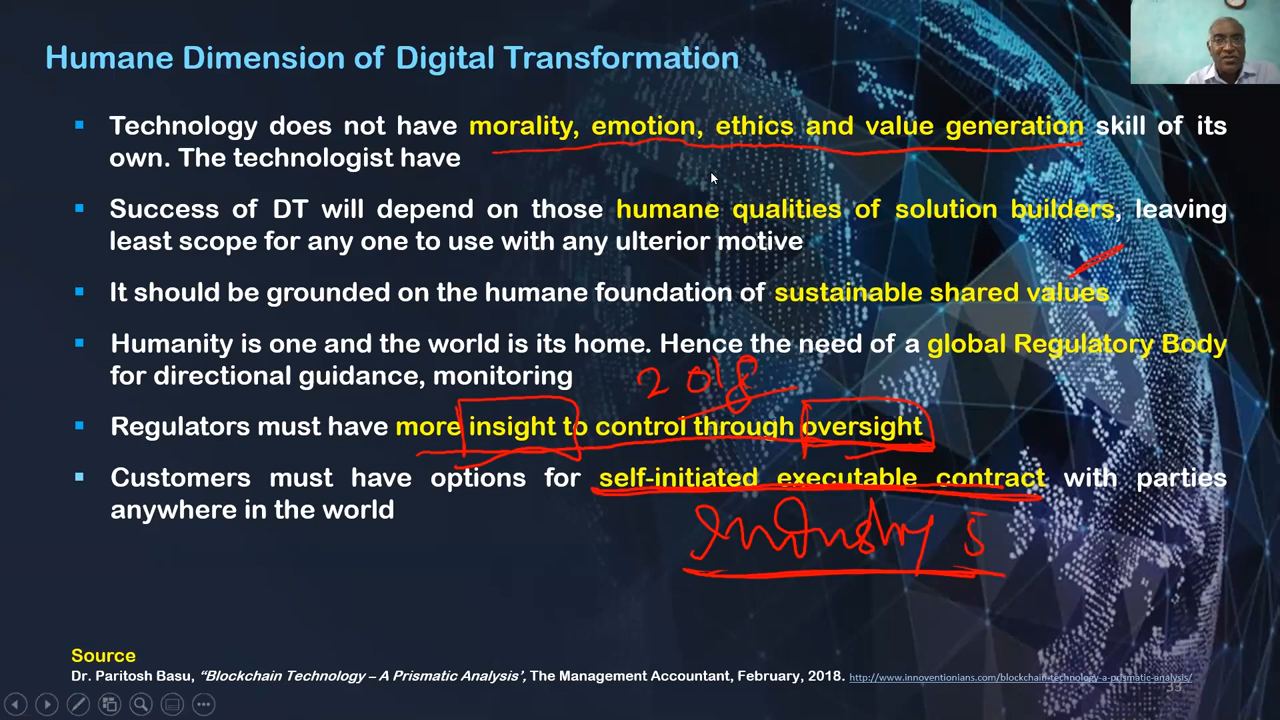 Humane Dimension of Digital Transformation
Technology does not have morality, emotion, ethics and value generation skill of its
own. The technologist have
Success of DT will depend on those humane qualities of solution builders, leaving
least scope for any one to use with any ulterior motive
It should be grounded on the humane foundation of sustainable shared values
Humanity is one and the world is its home. Hence the need of a global Regulatory Body
for directional guidance, monitoring
2018
Regulators must have more insight to control through oversight
Customers must have options for self-initiated executable contract with parties
anywhere in the world
Industry 5
Source
Dr. Paritosh Basu, “Blockchain Technology – A Prismatic Analysis’, The Management Accountant, February, 2018. http://www.innoventionians.com/blockchain-technology-a-prismatic-analysis/
33